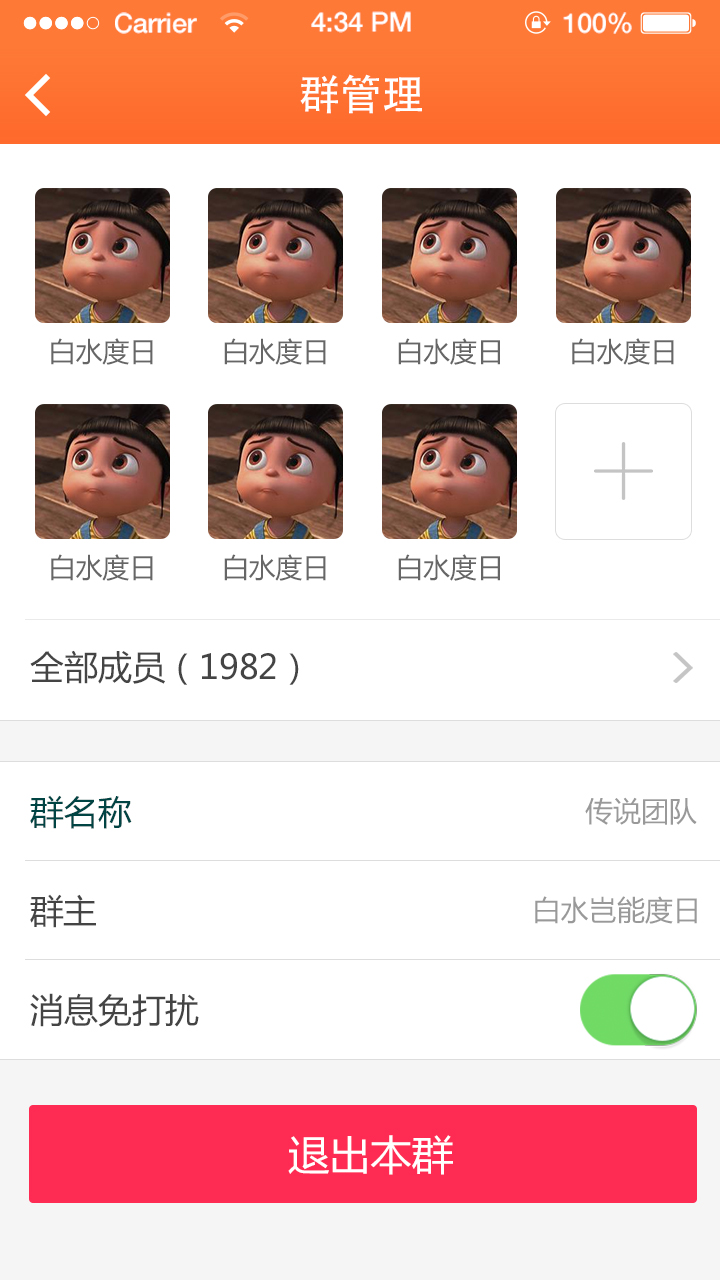 Carrier 4:34 PM 100%
群管理
白水度日 白水度日 白水度日 白水度日
白水度日 白水度日 白水度日
全部成员（1982）
群名称 传说团队
群主 白水岂能度日
消息免打扰
退出本群